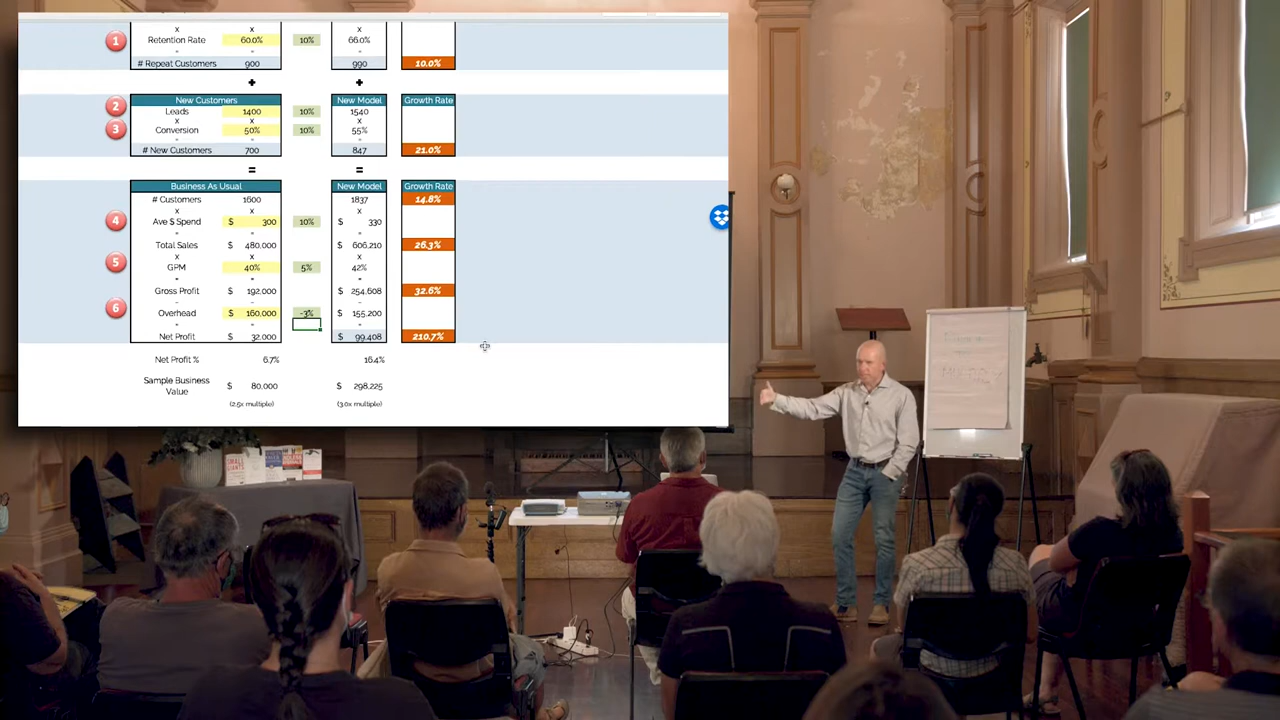 x x
1 Retention Rate 60.0% 10% 66.0%
= =
# Repeat Customers 900 990 10.0%
+ +
2 New Customers New Model Growth Rate
Leads 1400 10% 1540
x x
3 Conversion 50% 10% 55%
= =
# New Customers 700 847 21.0%
= =
Business As Usual New Model Growth Rate
# Customers 1600 1837 14.8%
x x
4 Ave $ Spend $ 300 10% $ 330
= =
Total Sales $ 480,000 $ 606,210 26.3%
x x
5 GPM 40% 5% 42%
= =
Gross Profit $ 192,000 $ 254,608 32.6%
- -
6 Overhead $ 160,000 -3% $ 155,200
= =
Net Profit $ 32,000 $ 99,408 210.7%
Net Profit % 6.7% 16.4%
Sample Business
Value $ 80,000 $ 298,225
(2.5x multiple) (3.0x multiple)
SMALL
GIANTS